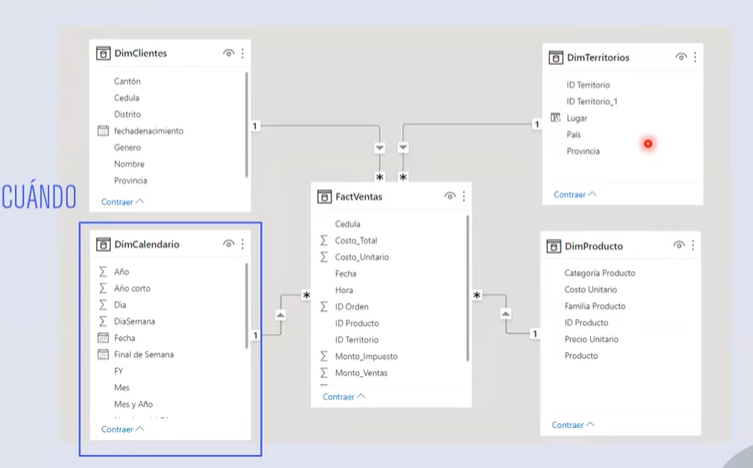 DimClientes
Cantón
Cedula
Distrito
fechadenacimiento
Genero
Nombre
Provincia
Contraer
DimTerritorios
ID Territorio
ID Territorio_1
Lugar
País
Provincia
Contraer
1
1
*
*
CUÁNDO
DimCalendario
Año
Año corto
Dia
DiaSemana
Fecha
Final de Semana
FY
Mes
Mes y Año
Contraer
1
*
FactVentas
Cedula
Costo_Total
Costo_Unitario
Fecha
Hora
ID Orden
ID Producto
ID Territorio
Monto_Impuesto
Monto_Ventas
Contraer
*
1
DimProducto
Categoría Producto
Costo Unitario
Familia Producto
ID Producto
Precio Unitario
Producto
Contraer